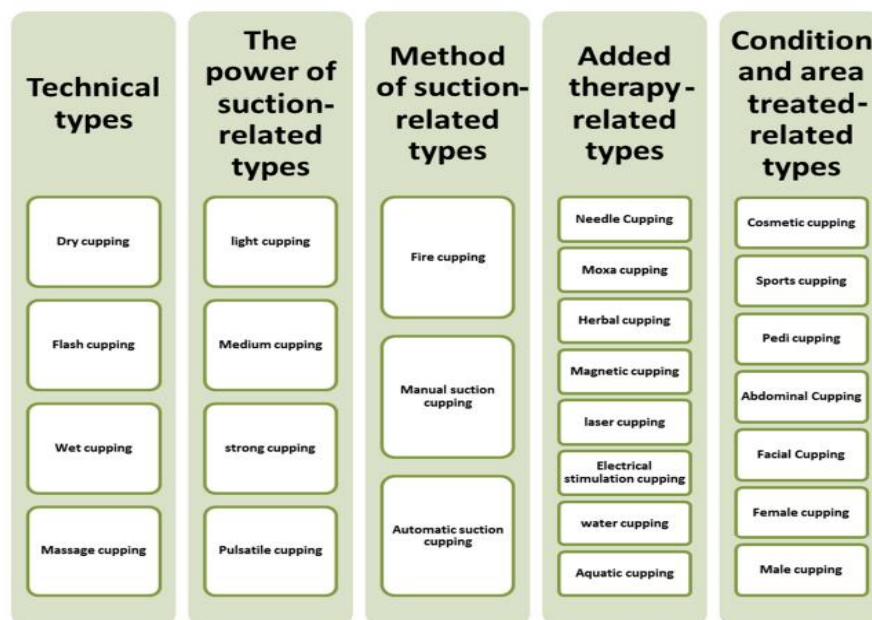 Technical
types
Dry cupping
Flash cupping
Wet cupping
Massage cupping
The
power of
suction-
related
types
light cupping
Medium cupping
strong cupping
Pulsatile cupping
Method
of suction-
related
types
Fire cupping
Manual suction
cupping
Automatic suction
cupping
Added
therapy-
related
types
Needle Cupping
Moxa cupping
Herbal cupping
Magnetic cupping
laser cupping
Electrical
stimulation cupping
water cupping
Aquatic cupping
Condition
and area
treated-
related
types
Cosmetic cupping
Sports cupping
Pedi cupping
Abdominal Cupping
Facial Cupping
Female cupping
Male cupping